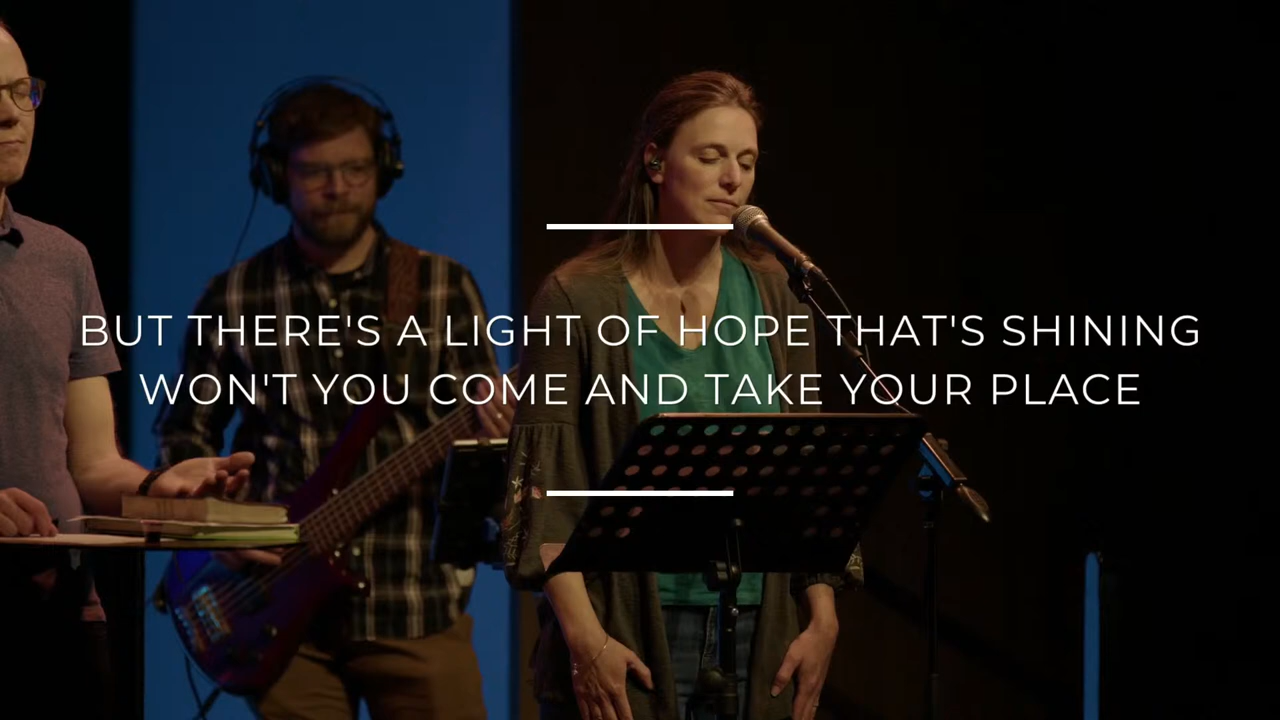 BUT THERE'S A LIGHT OF HOPE THAT'S SHINING
WON'T YOU COME AND TAKE YOUR PLACE